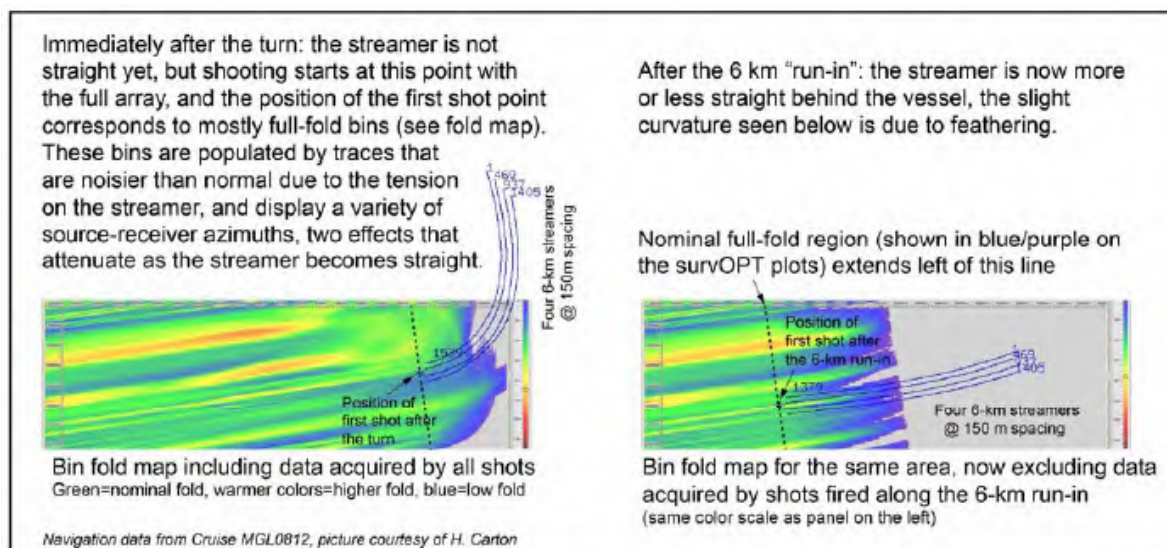 Immediately after the turn: the streamer is not
straight yet, but shooting starts at this point with
the full array, and the position of the first shot point
corresponds to mostly full-fold bins (see fold map).
These bins are populated by traces that
are noisier than normal due to the tension
on the streamer, and display a variety of
source-receiver azimuths, two effects that
attenuate as the streamer becomes straight.
1
469
937
1405
Four 6-km streamers
@ 150m spacing
Position of
first shot after
the turn
Bin fold map including data acquired by all shots
Green=nominal fold, warmer colors=higher fold, blue=low fold
Navigation data from Cruise MGL0812, picture courtesy of H. Carton
After the 6 km “run-in”: the streamer is now more
or less straight behind the vessel, the slight
curvature seen below is due to feathering.
Nominal full-fold region (shown in blue/purple on
the survOPT plots) extends left of this line
Position of
first shot after
the 6-km run-in
1379
469
1405
Four 6-km streamers
@ 150 m spacing
Bin fold map for the same area, now excluding data
acquired by shots fired along the 6-km run-in
(same color scale as panel on the left)